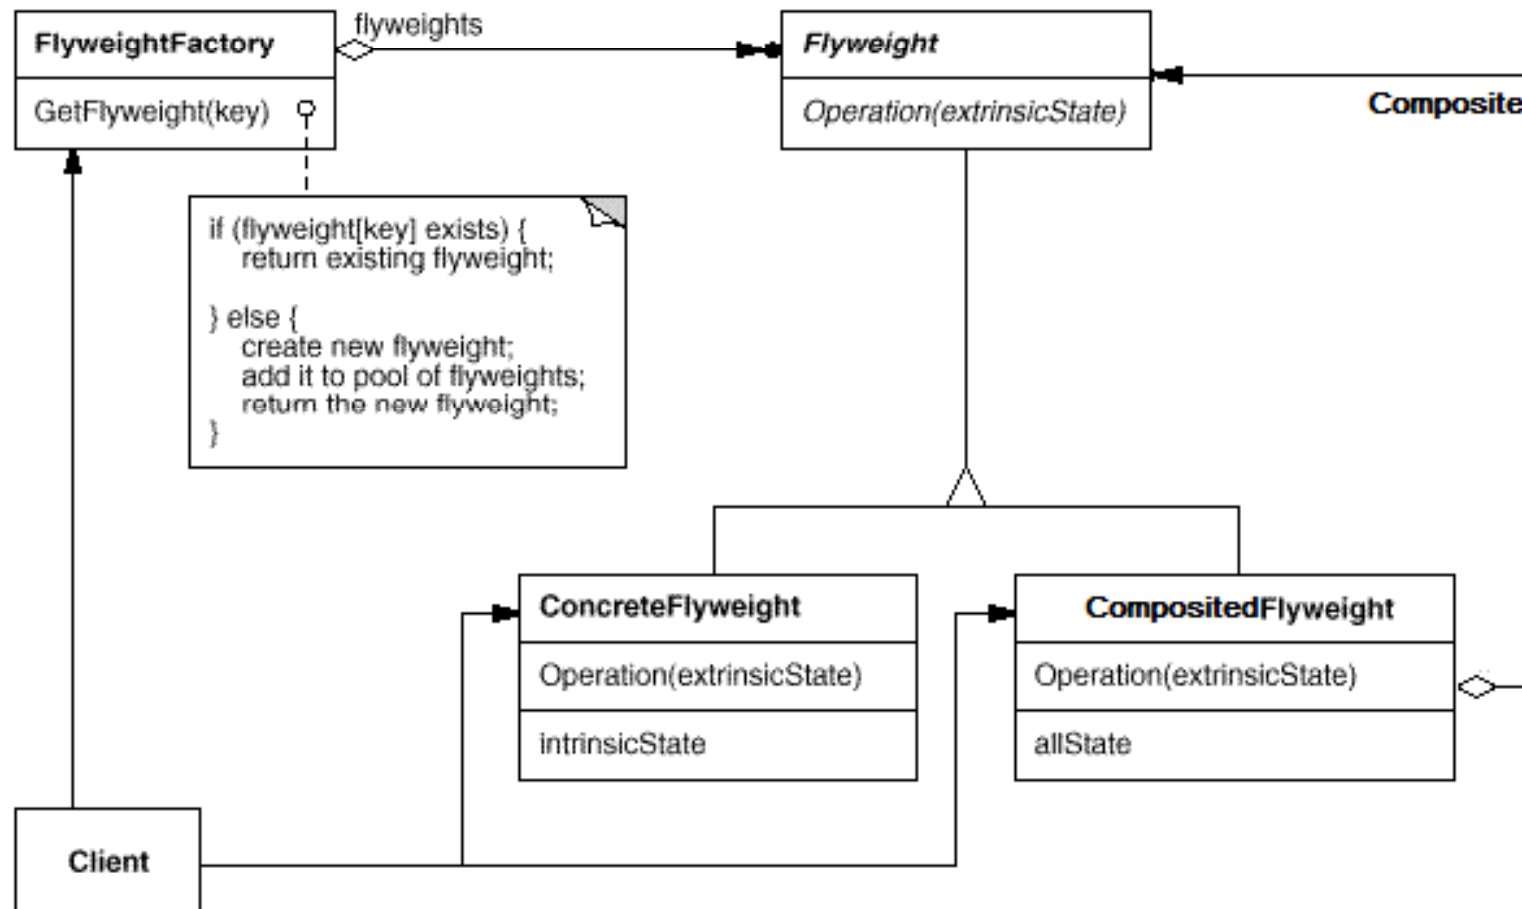 FlyweightFactory
GetFlyweight(key)
flyweights
Flyweight
Operation(extrinsicState)
Composite
if (flyweight[key] exists) {
return existing flyweight;
} else {
create new flyweight;
add it to pool of flyweights;
return the new flyweight;
}
ConcreteFlyweight
Operation(extrinsicState)
intrinsicState
CompositedFlyweight
Operation(extrinsicState)
allState
Client